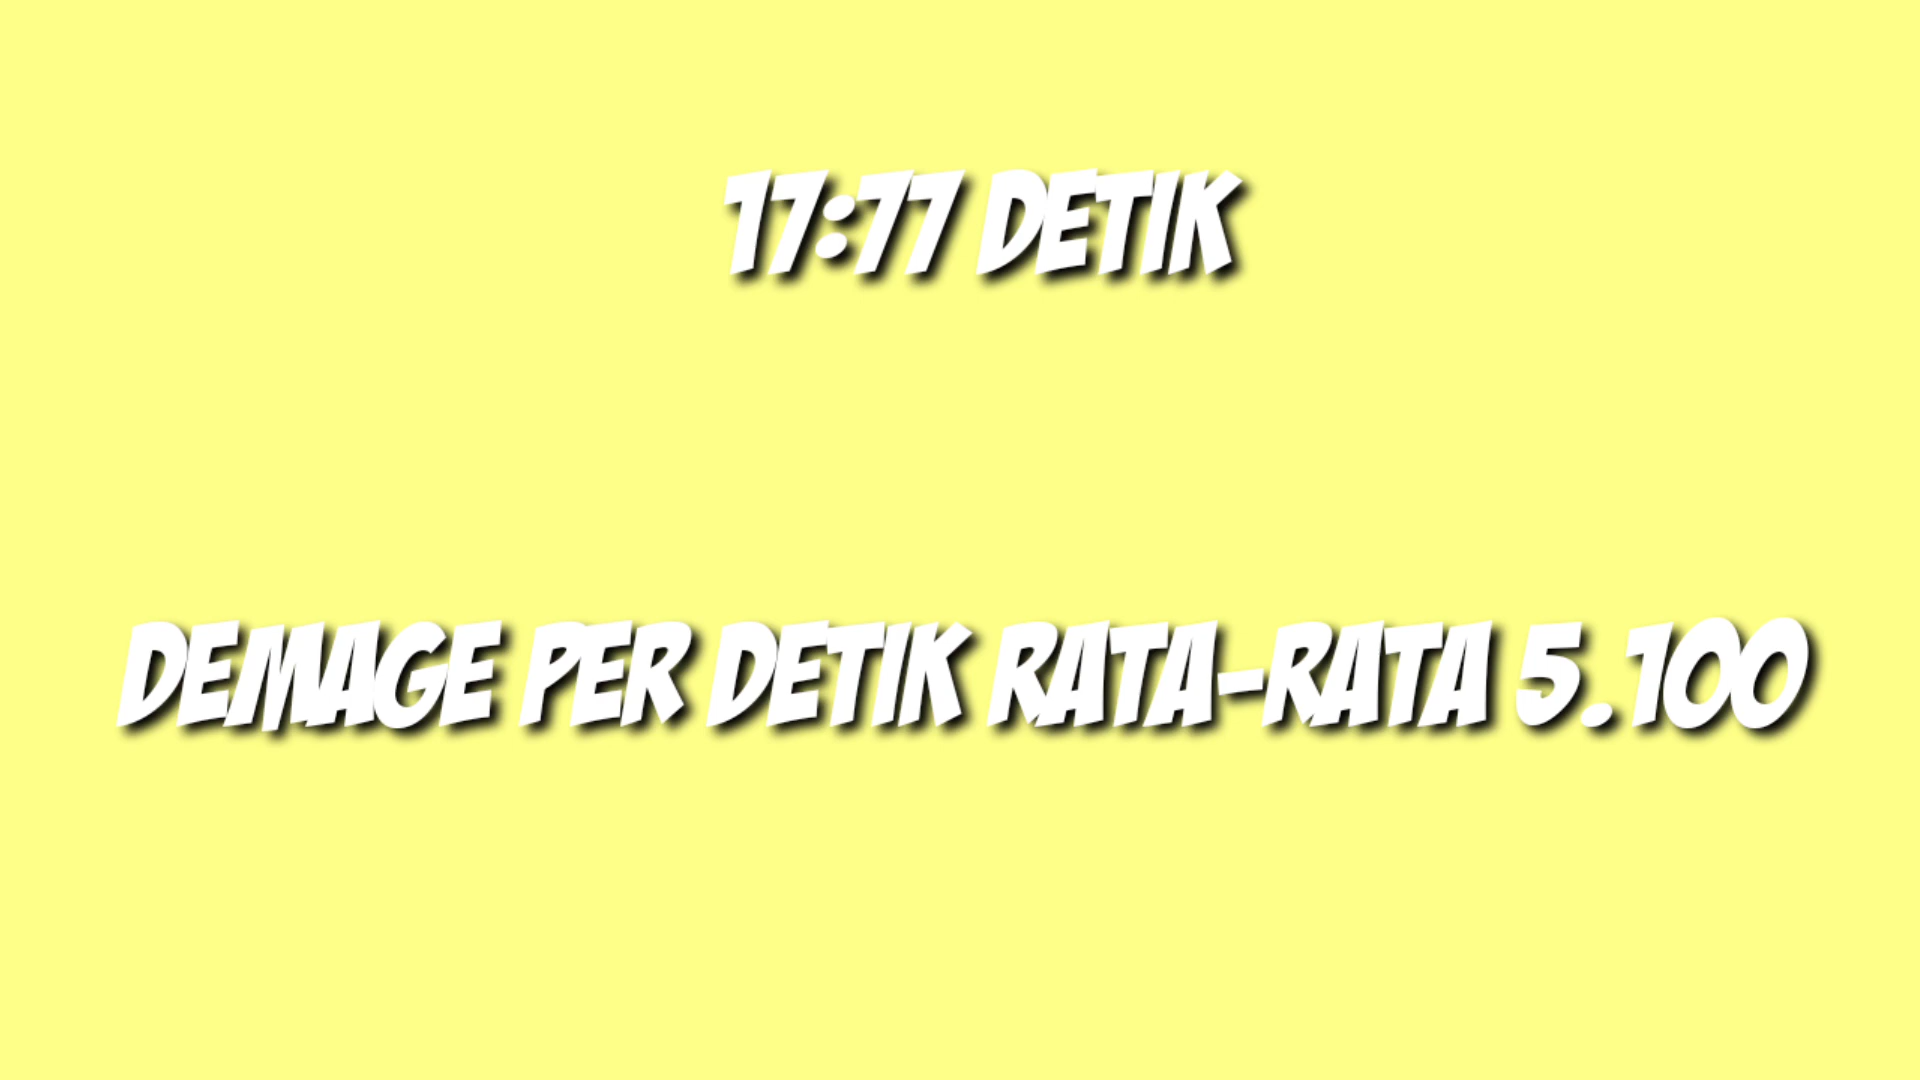 17:77 DETIK
DEMAGE PER DETIK RATA-RATA 5.100